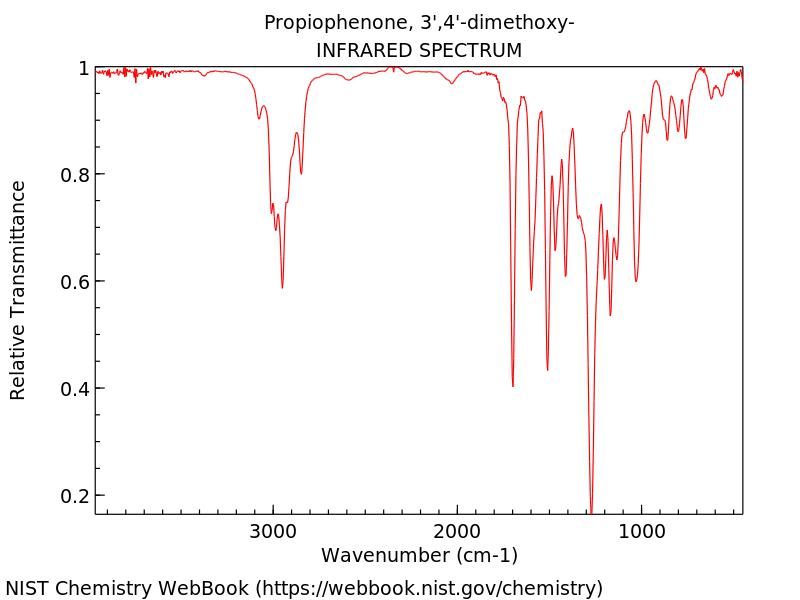 Propiophenone, 3',4'-dimethoxy-
INFRARED SPECTRUM
1
0.8
0.6
0.4
0.2
Relative Transmittance
3000 2000 1000
Wavenumber (cm-1)
NIST Chemistry WebBook (https://webbook.nist.gov/chemistry)